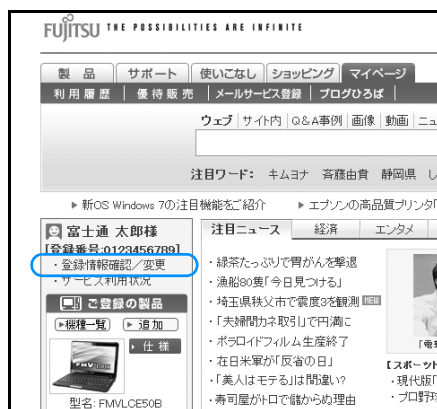 FUJITSU THE POSSIBILITIES ARE INFINITE
製 品 サポート 使いこなし ショッピング マイページ
利用履歴 | 優待販売 | メールサービス登録 | ブログひろば |
ウェブ | サイト内 | Q&A事例 | 画像 | 動画 | ニュ
注目ワード: キムヨナ 斉藤由貴 静岡県 し
▶ 新OS Windows 7の注目機能をご紹介 ▶ エプソンの高品質プリンタ「
富士通 太郎様
[登録番号:0123456789]
・登録情報確認/変更
・サービス利用状況
ご登録の製品
▶機種一覧 ▶ 追加
▶ 仕 様
型名: FMVLCE50B
注目ニュース 経済 エンタメ
・緑茶たっぷりで胃がんを撃退
・漁船80隻「今日見つける」
・埼玉県秩父市で震度3を観測 NEU
・「夫婦間カネ取引」で円満に
・ポラロイドフィルム生産終了
・在日米軍が「反省の日」
・「美人はモテる」は間違い?
・寿司屋がトロで儲からぬ理由
【スポーツト
・現代版「
・プロ野球